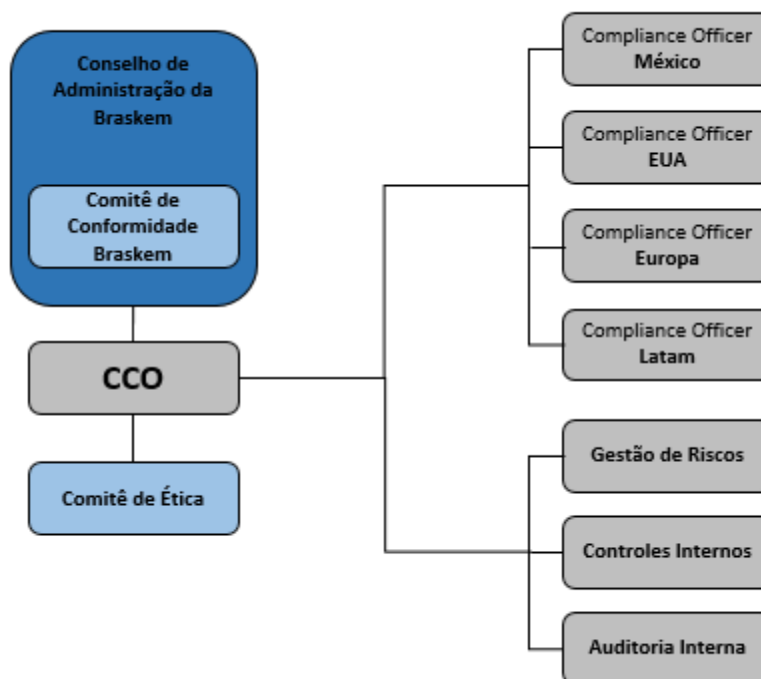 Conselho de
Administração da
Braskem
Comitê de
Conformidade
Braskem
CCO
Comitê de Ética
Compliance Officer
México
Compliance Officer
EUA
Compliance Officer
Europa
Compliance Officer
Latam
Gestão de Riscos
Controles Internos
Auditoria Interna